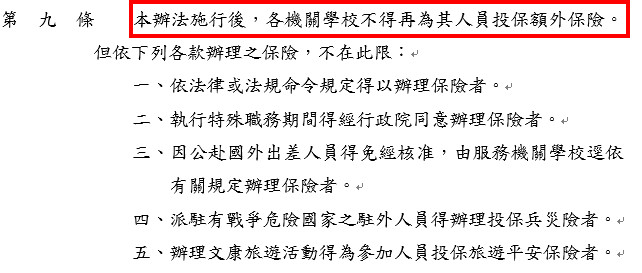 第九條 本辦法施行後，各機關學校不得再為其人員投保額外保險。
但依下列各款辦理之保險，不在此限：
一、依法律或法規命令規定得以辦理保險者。
二、執行特殊職務期間得經行政院同意辦理保險者。
三、因公赴國外出差人員得免經核准，由服務機關學校逕依
有關規定辦理保險者。
四、派駐有戰爭危險國家之駐外人員得辦理投保兵災險者。
五、辦理文康旅遊活動得為參加人員投保旅遊平安保險者。